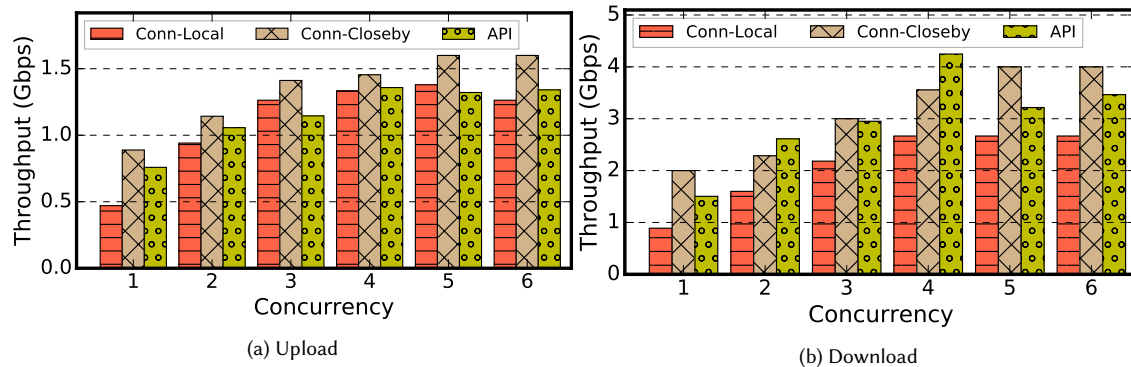 Throughput (Gbps)
Conn-Local Conn-Closeby API
1.5
1.0
0.5
0.0
1 2 3 4 5 6
Concurrency
(a) Upload
Throughput (Gbps)
Conn-Local Conn-Closeby API
5
4
3
2
1
0
1 2 3 4 5 6
Concurrency
(b) Download